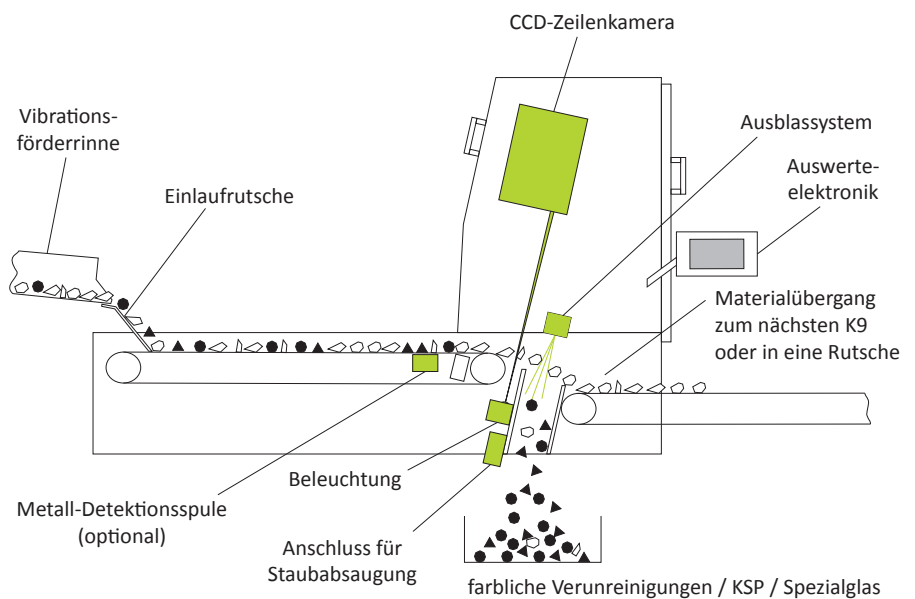 CCD-Zeilenkamera
Vibrations-
förderrinne
Ausblassystem
Einlaufrutsche
Auswerte-
elektronik
Materialübergang
zum nächsten K9
oder in eine Rutsche
Beleuchtung
Metall-Detektionsspule
(optional)
Anschluss für
Staubabsaugung
farbliche Verunreinigungen / KSP / Spezialglas